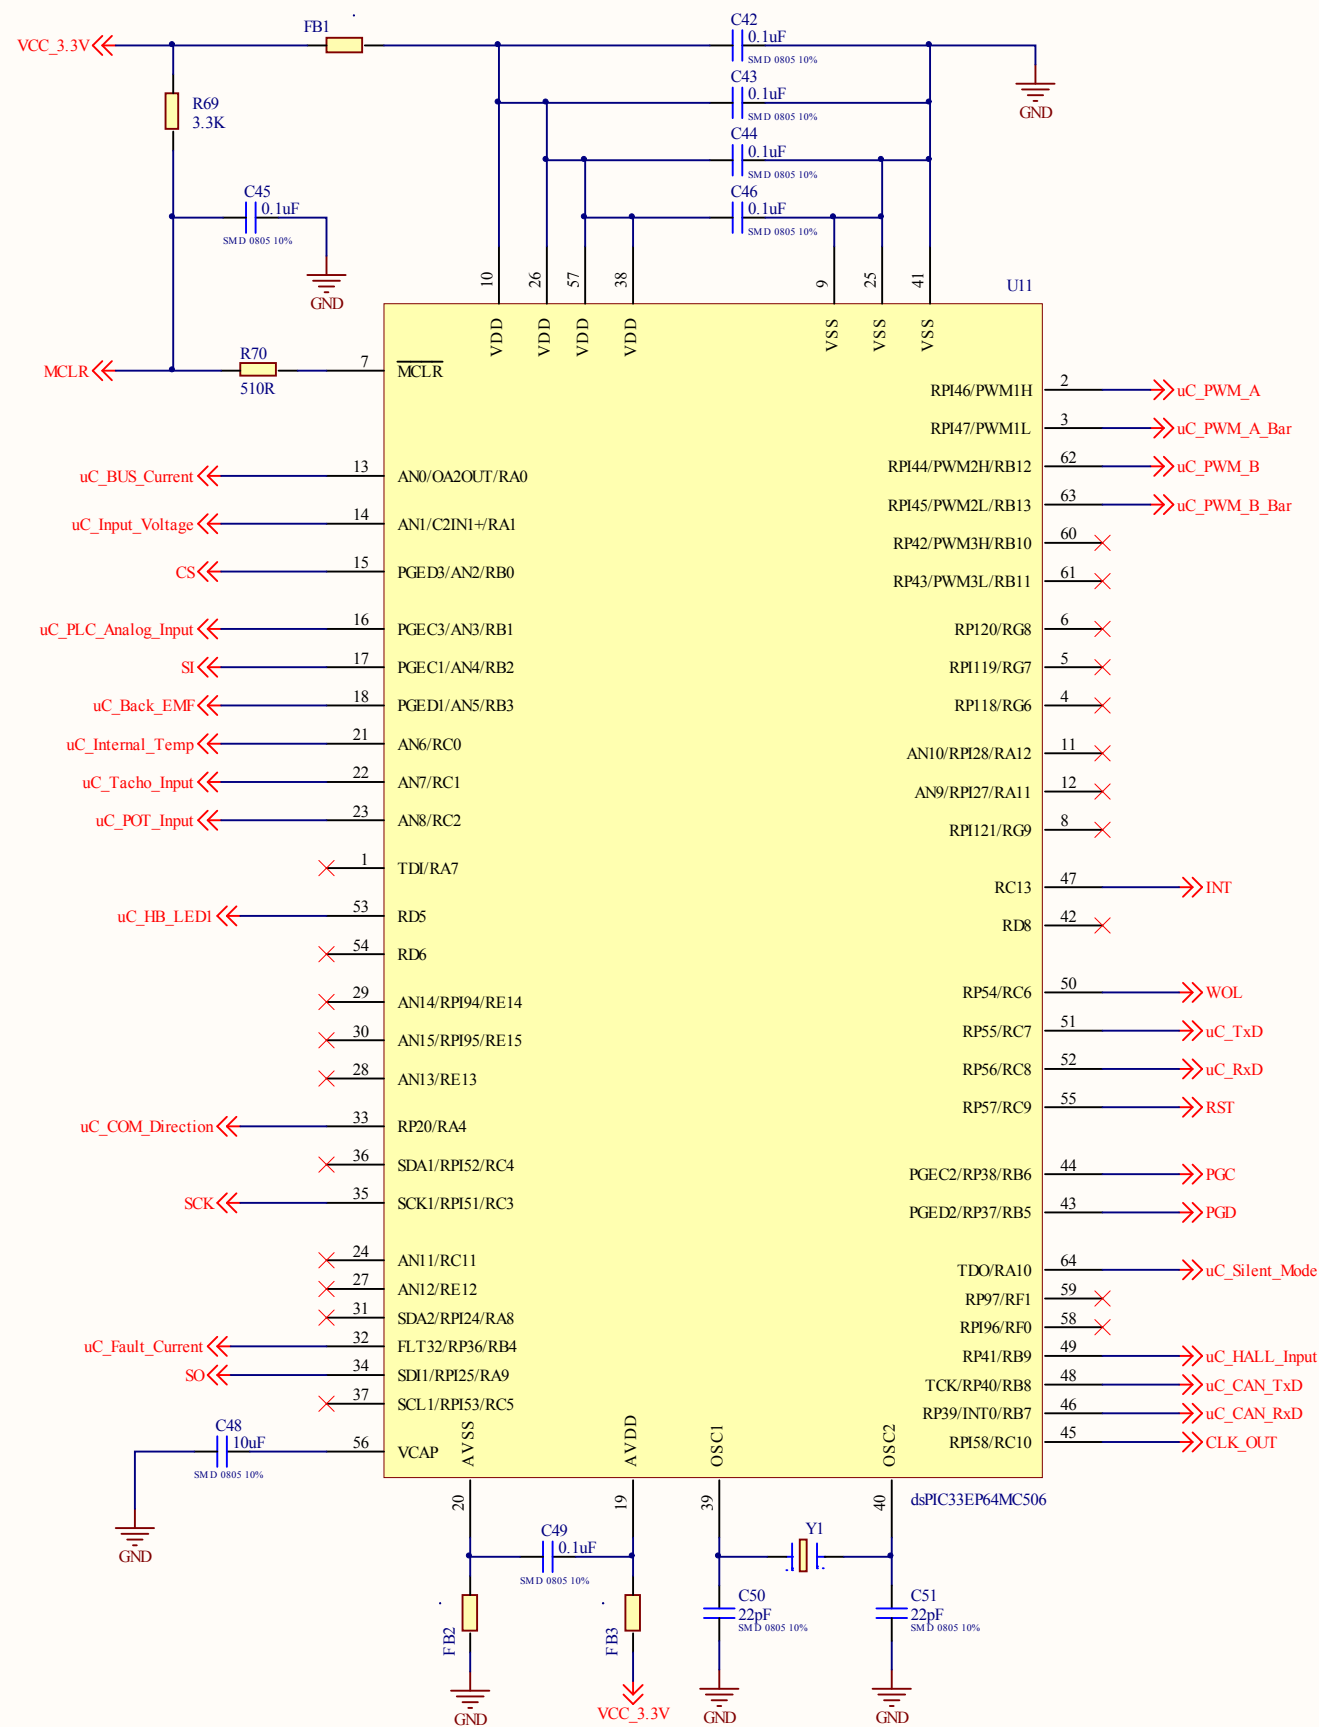 FB1
VCC_3.3V
C42
0.1uF
SMD 0805 10%
GND
C43
0.1uF
SMD 0805 10%
R69
3.3K
C44
0.1uF
SMD 0805 10%
C45
0.1uF
SMD 0805 10%
GND
C46
0.1uF
SMD 0805 10%
10
26
57
38
9
25
41
U11
VDD
VDD
VDD
VDD
VSS
VSS
VSS
MCLR
R70
510R
7
MCLR
RPI46/PWM1H
2
uC_PWM_A
RPI47/PWM1L
3
uC_PWM_A_Bar
RPI44/PWM2H/RB12
62
uC_PWM_B
RPI45/PWM2L/RB13
63
uC_PWM_B_Bar
RP42/PWM3H/RB10
60
RP43/PWM3L/RB11
61
RP120/RG8
6
RPI119/RG7
5
RP118/RG6
4
AN10/RPI28/RA12
11
AN9/RPI27/RA11
12
RPI121/RG9
8
RC13
47
INT
RD8
42
RP54/RC6
50
WOL
RP55/RC7
51
uC_TxD
RP56/RC8
52
uC_RxD
RP57/RC9
55
RST
PGEC2/RP38/RB6
44
PGC
PGED2/RP37/RB5
43
PGD
TDO/RA10
64
uC_Silent_Mode
RP97/RF1
59
RPI96/RF0
58
RP41/RB9
49
uC_HALL_Input
TCK/RP40/RB8
48
uC_CAN_TxD
RP39/INT0/RB7
46
uC_CAN_RxD
RPI58/RC10
45
CLK_OUT
uC_BUS_Current
13
AN0/OA2OUT/RA0
uC_Input_Voltage
14
AN1/C2IN1+/RA1
CS
15
PGED3/AN2/RB0
uC_PLC_Analog_Input
16
PGEC3/AN3/RB1
SI
17
PGEC1/AN4/RB2
uC_Back_EMF
18
PGED1/AN5/RB3
uC_Internal_Temp
21
AN6/RC0
uC_Tacho_Input
22
AN7/RC1
uC_POT_Input
23
AN8/RC2
1
TDI/RA7
uC_HB_LED1
53
RD5
54
RD6
29
AN14/RPI94/RE14
30
AN15/RPI95/RE15
28
AN13/RE13
uC_COM_Direction
33
RP20/RA4
36
SDA1/RPI52/RC4
SCK
35
SCK1/RPI51/RC3
24
AN11/RC11
27
AN12/RE12
31
SDA2/RPI24/RA8
uC_Fault_Current
32
FLT32/RP36/RB4
SO
34
SDI1/RPI25/RA9
37
SCL1/RPI53/RC5
C48
10uF
SMD 0805 10%
GND
56
VCAP
AVSS
AVDD
OSC1
OSC2
20
19
39
40
dsPIC33EP64MC506
C49
0.1uF
SMD 0805 10%
Y1
FB2
FB3
C50
22pF
SMD 0805 10%
C51
22pF
SMD 0805 10%
GND
VCC_3.3V
GND
GND